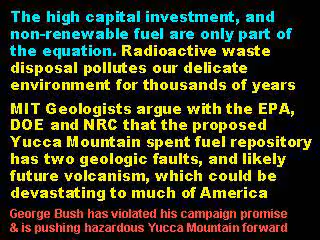 The high capital investment, and
non-renewable fuel are only part of
the equation. Radioactive waste
disposal pollutes our delicate
environment for thousands of years
MIT Geologists argue with the EPA,
DOE and NRC that the proposed
Yucca Mountain spent fuel repository
has two geologic faults, and likely
future volcanism, which could be
devastating to much of America
George Bush has violated his campaign promise
& is pushing hazardous Yucca Mountain forward